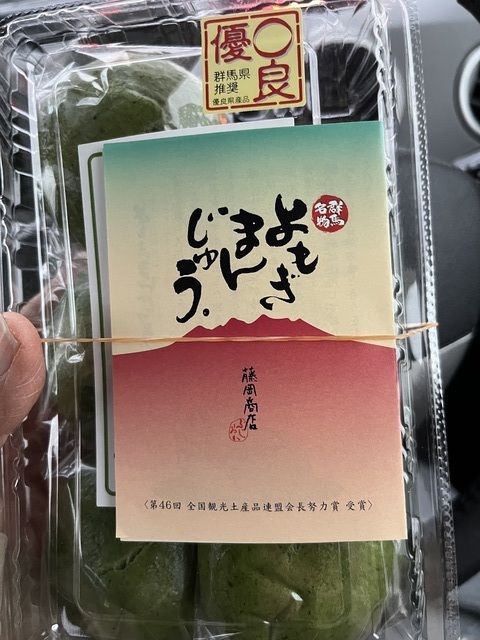 優良
群馬県
推奨
優良県産品
群馬
名物
よもぎ
まん
じゅう。
藤岡商店
〈第46回 全国観光土産品連盟会長努力賞 受賞〉